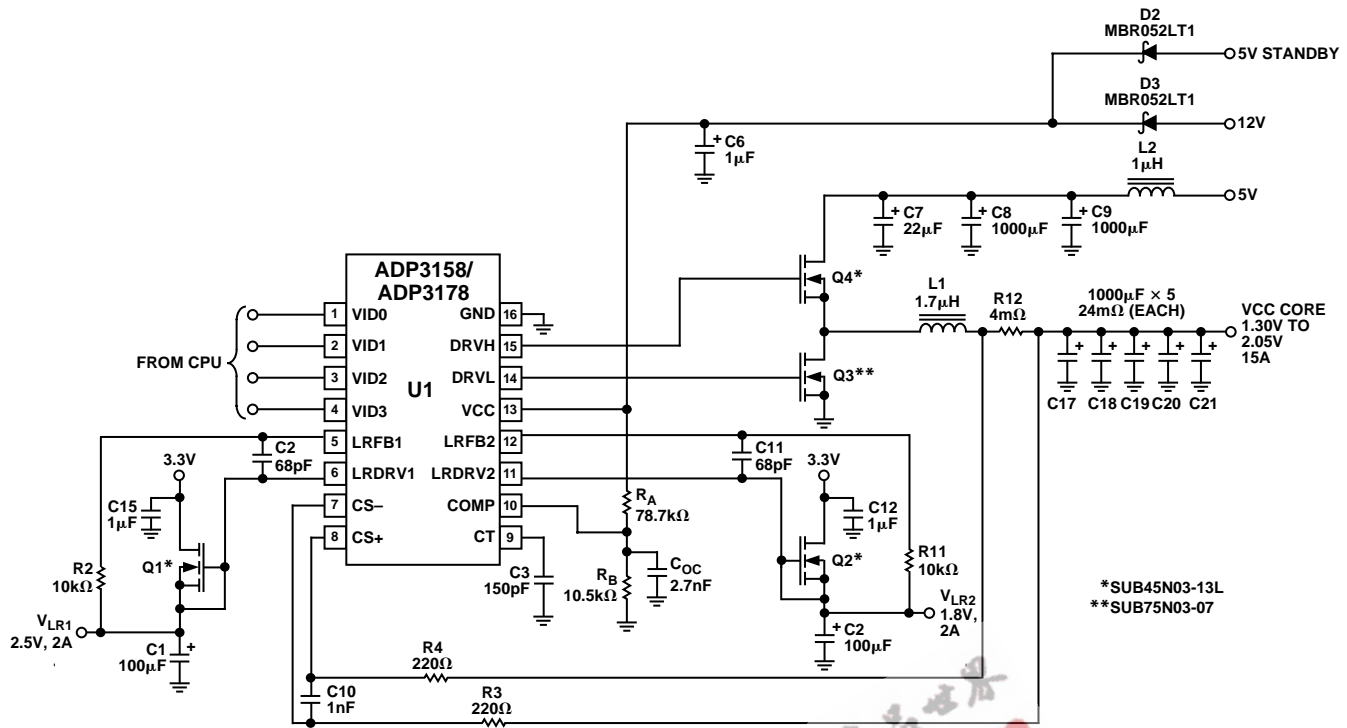 D2
MBR052LT1
5V STANDBY
D3
MBR052LT1
12V
+ C6
1μF
L2
1μH
5V
+ C7
22μF
+ C8
1000μF
+ C9
1000μF
ADP3158/
ADP3178
U1
FROM CPU
1 VID0
2 VID1
3 VID2
4 VID3
5 LRFB1
6 LRDRV1
7 CS–
8 CS+
GND 16
DRVH 15
DRVL 14
VCC 13
LRFB2 12
LRDRV2 11
COMP 10
CT 9
Q4*
Q3**
L1
1.7μH
R12
4mΩ
1000μF × 5
24mΩ (EACH)
VCC CORE
1.30V TO
2.05V
15A
+ + + + +
C17 C18 C19 C20 C21
C2
68pF
3.3V
C15
1μF
Q1*
R2
10kΩ
VLR1
2.5V, 2A
C1
100μF
+
C11
68pF
3.3V
C12
1μF
Q2*
R11
10kΩ
VLR2
1.8V,
2A
+ C2
100μF
RA
78.7kΩ
RB
10.5kΩ
COC
2.7nF
C3
150pF
R4
220Ω
C10
1nF
R3
220Ω
*SUB45N03-13L
**SUB75N03-07